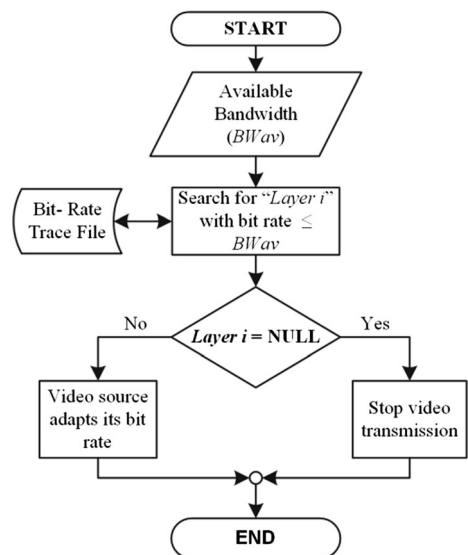 START
Available
Bandwidth
(BWav)
Bit- Rate
Trace File
Search for “Layer i”
with bit rate ≤
BWav
No
Layer i = NULL
Yes
Video source
adapts its bit
rate
Stop video
transmission
END